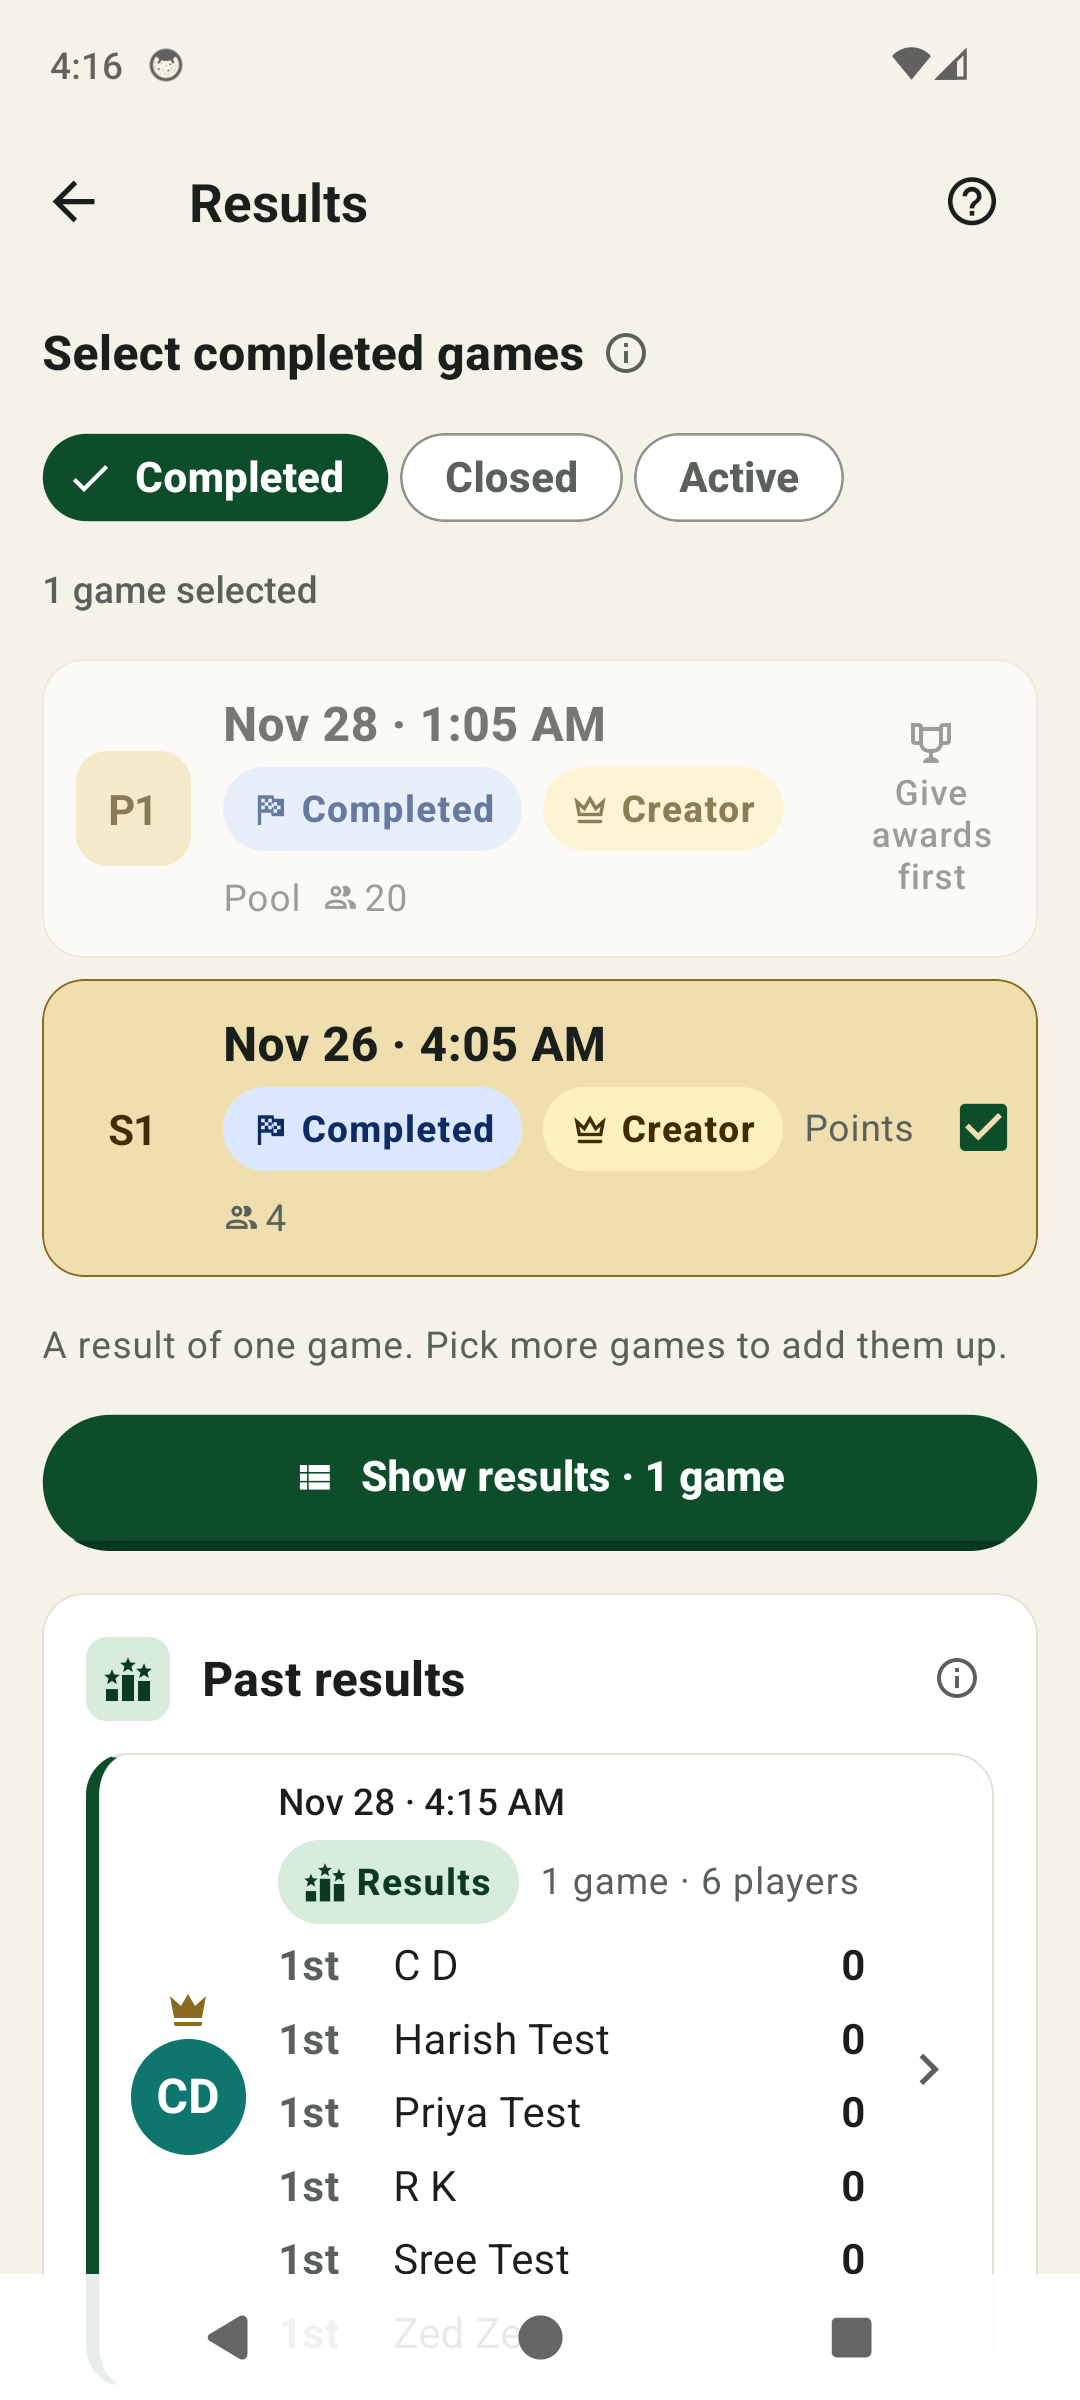 4:16
Results
Select completed games
Completed
Closed
Active
1 game selected
Nov 28 · 1:05 AM
P1
Completed
Creator
Give
awards
first
Pool
20
Nov 26 · 4:05 AM
S1
Completed
Creator
Points
4
A result of one game. Pick more games to add them up.
Show results · 1 game
Past results
Nov 28 · 4:15 AM
Results
1 game · 6 players
CD
1st C D 0
1st Harish Test 0
1st Priya Test 0
1st R K 0
1st Sree Test 0
1st Zed